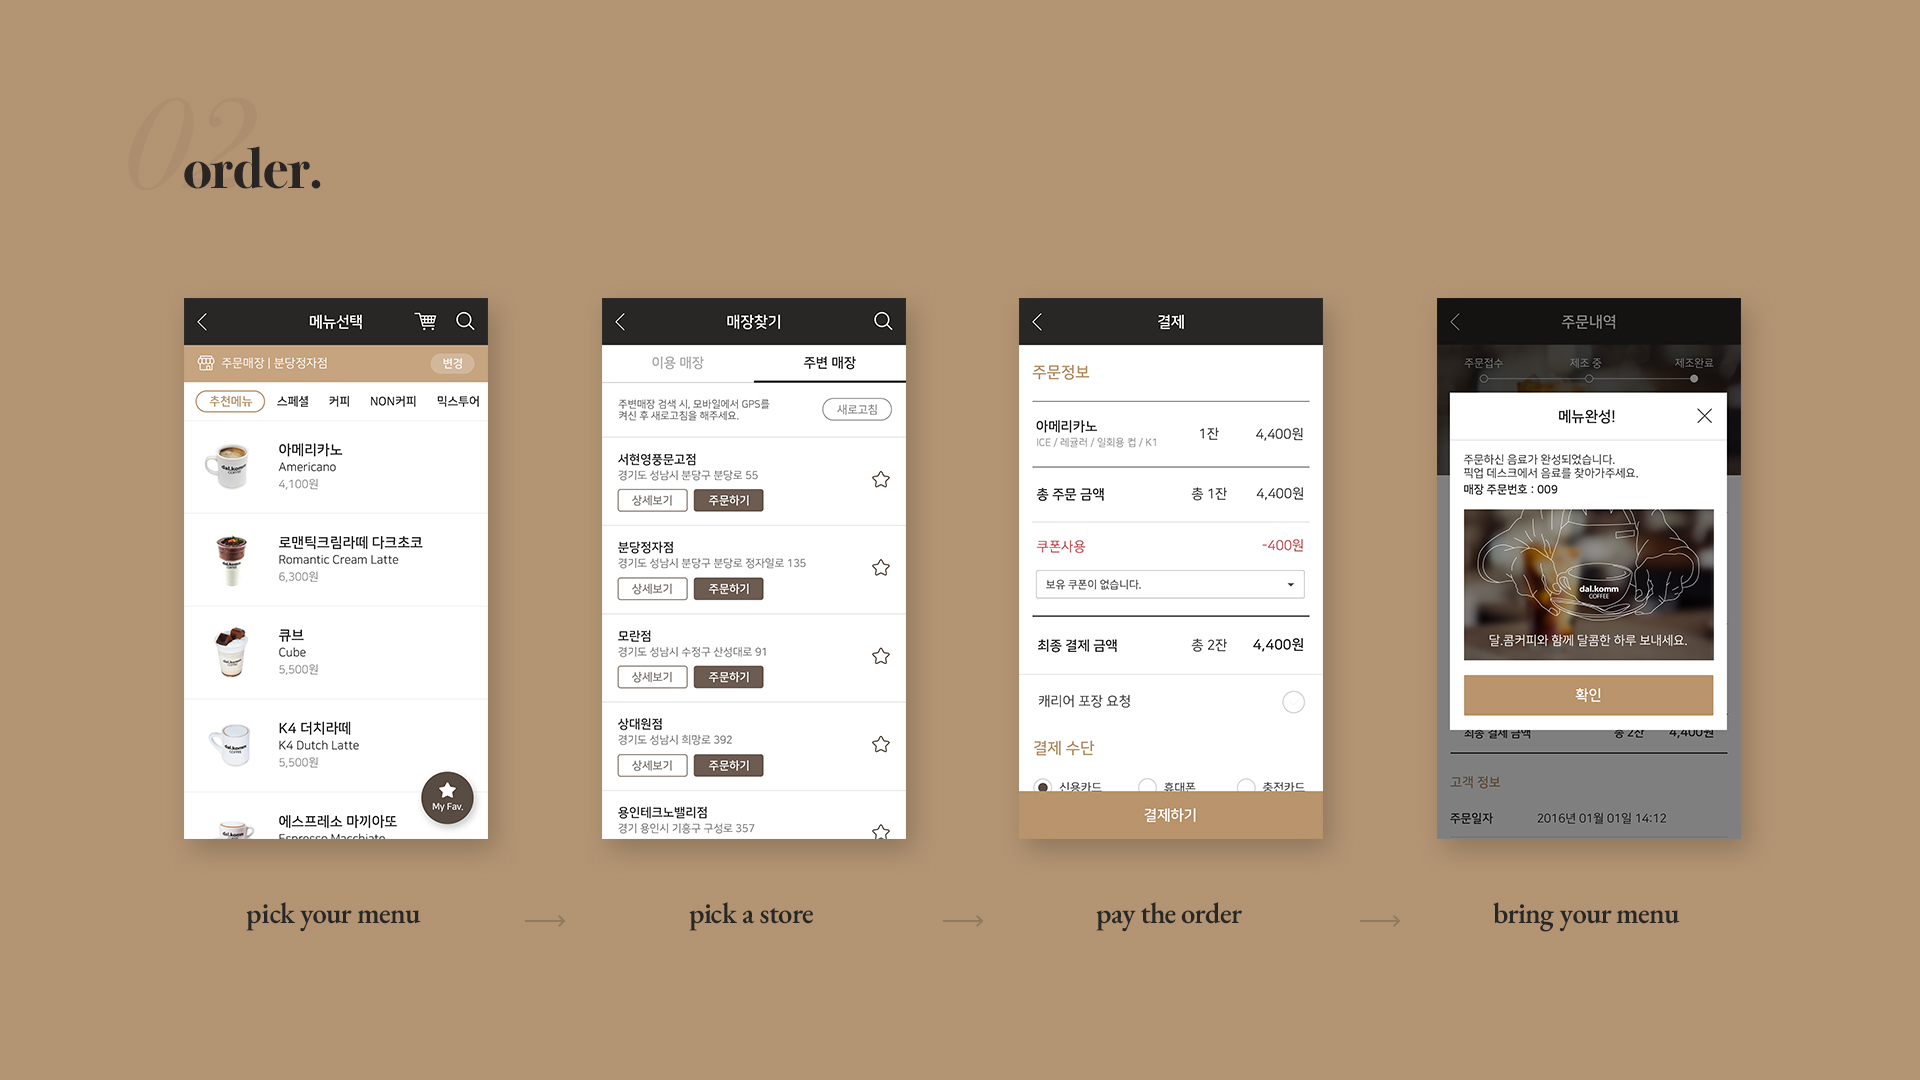 02
order.
메뉴선택
주문매장 | 분당정자점
변경
추천메뉴 스페셜 커피 NON커피 믹스투어
아메리카노
Americano
4,100원
로맨틱크림라떼 다크초코
Romantic Cream Latte
6,300원
큐브
Cube
5,500원
K4 더치라떼
K4 Dutch Latte
5,500원
에스프레소 마끼아또
Espresso Macchiato
My Fav.
매장찾기
이용 매장 주변 매장
주변매장 검색 시, 모바일에서 GPS를
켜신 후 새로고침을 해주세요.
새로고침
서현영풍문고점
경기도 성남시 분당구 분당로 55
상세보기 주문하기
분당정자점
경기도 성남시 분당구 분당로 정자일로 135
상세보기 주문하기
모란점
경기도 성남시 수정구 산성대로 91
상세보기 주문하기
상대원점
경기도 성남시 희망로 392
상세보기 주문하기
용인테크노밸리점
경기 용인시 기흥구 구성로 357
결제
주문정보
아메리카노 1잔 4,400원
ICE / 레귤러 / 일회용 컵 / K1
총 주문 금액 총 1잔 4,400원
쿠폰사용 -400원
보유 쿠폰이 없습니다.
최종 결제 금액 총 2잔 4,400원
캐리어 포장 요청
결제 수단
신용카드 휴대폰 충전카드
결제하기
주문내역
주문접수 제조 중 제조완료
메뉴완성!
주문하신 음료가 완성되었습니다.
픽업 데스크에서 음료를 찾아가주세요.
매장 주문번호 : 009
dal.komm
COFFEE
달.콤커피와 함께 달콤한 하루 보내세요.
확인
최종 결제 금액 총 2잔 4,400원
고객 정보
주문일자 2016년 01월 01일 14:12
pick your menu
pick a store
pay the order
bring your menu